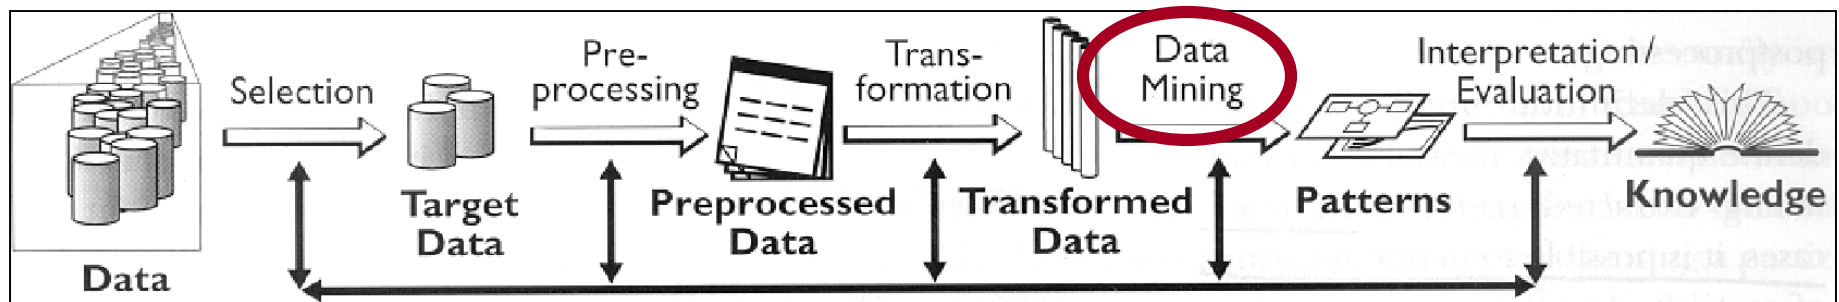 Selection
Pre-
processing
Trans-
formation
Data
Mining
Interpretation/
Evaluation
Data
Target
Data
Preprocessed
Data
Transformed
Data
Patterns
Knowledge